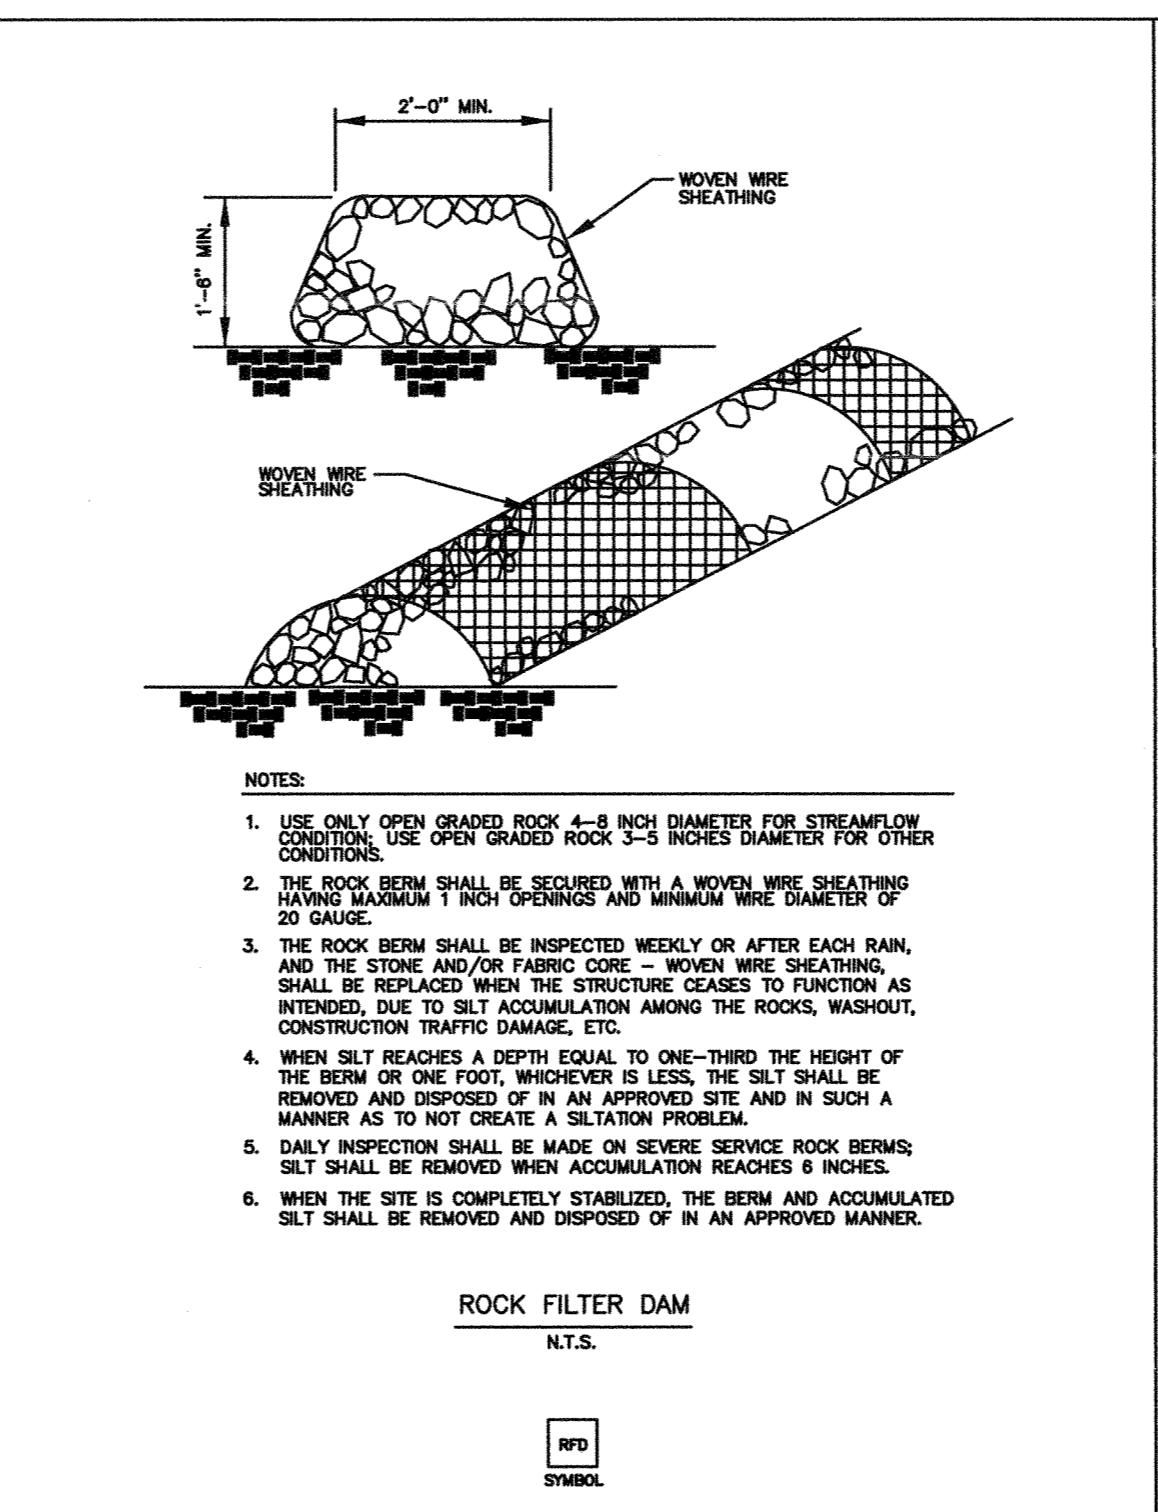 2'-0" MIN.
WOVEN WIRE
SHEATHING
1'-6" MIN.
WOVEN WIRE
SHEATHING
NOTES:
1. USE ONLY OPEN GRADED ROCK 4-8 INCH DIAMETER FOR STREAMFLOW
CONDITION; USE OPEN GRADED ROCK 3-5 INCHES DIAMETER FOR OTHER
CONDITIONS.
2. THE ROCK BERM SHALL BE SECURED WITH A WOVEN WIRE SHEATHING
HAVING MAXIMUM 1 INCH OPENINGS AND MINIMUM WIRE DIAMETER OF
20 GAUGE.
3. THE ROCK BERM SHALL BE INSPECTED WEEKLY OR AFTER EACH RAIN,
AND THE STONE AND/OR FABRIC CORE - WOVEN WIRE SHEATHING,
SHALL BE REPLACED WHEN THE STRUCTURE CEASES TO FUNCTION AS
INTENDED, DUE TO SILT ACCUMULATION AMONG THE ROCKS, WASHOUT,
CONSTRUCTION TRAFFIC DAMAGE, ETC.
4. WHEN SILT REACHES A DEPTH EQUAL TO ONE-THIRD THE HEIGHT OF
THE BERM OR ONE FOOT, WHICHEVER IS LESS, THE SILT SHALL BE
REMOVED AND DISPOSED OF IN AN APPROVED SITE AND IN SUCH A
MANNER AS TO NOT CREATE A SILTATION PROBLEM.
5. DAILY INSPECTION SHALL BE MADE ON SEVERE SERVICE ROCK BERMS;
SILT SHALL BE REMOVED WHEN ACCUMULATION REACHES 6 INCHES.
6. WHEN THE SITE IS COMPLETELY STABILIZED, THE BERM AND ACCUMULATED
SILT SHALL BE REMOVED AND DISPOSED OF IN AN APPROVED MANNER.
ROCK FILTER DAM
N.T.S.
RFD
SYMBOL